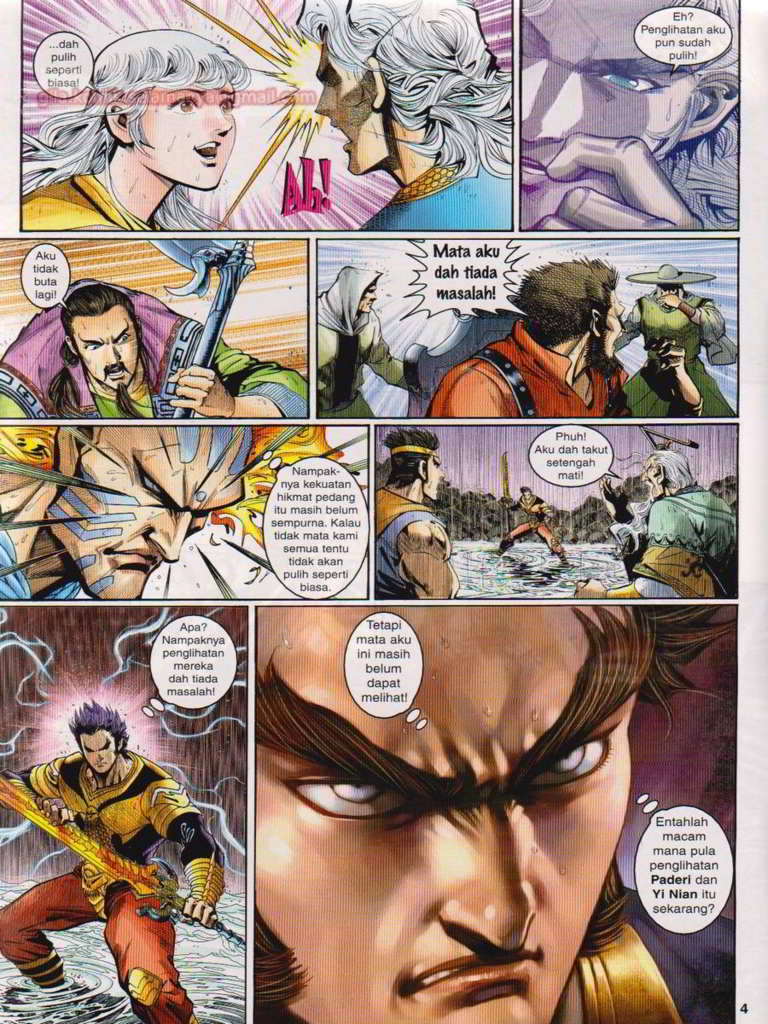 ...dah
pulih
seperti
biasa!
Ah!
Eh?
Penglihatan aku
pun sudah
pulih!
Aku
tidak
buta
lagi!
Mata aku
dah tiada
masalah!
Nampak-
nya kekuatan
hikmat pedang
itu masih belum
sempurna. Kalau
tidak mata kami
semua tentu
tidak akan
pulih seperti
biasa.
Phuh!
Aku dah takut
setengah
mati!
Apa?
Nampaknya
penglihatan
mereka
dah tiada
masalah!
Tetapi
mata aku
ini masih
belum
dapat
melihat!
Entahlah
macam
mana pula
penglihatan
Paderi dan
Yi Nian itu
sekarang?
4